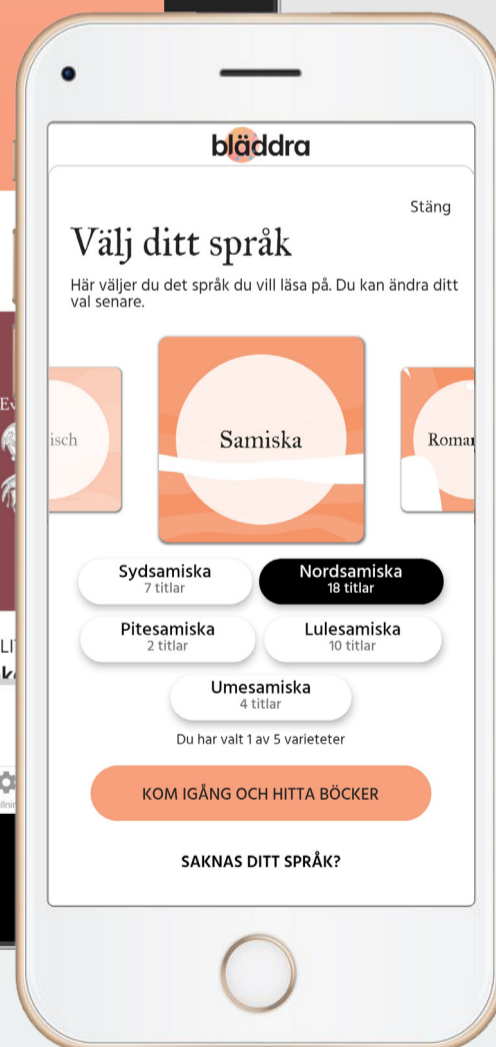 bläddra
Stäng
Välj ditt språk
Här väljer du det språk du vill läsa på. Du kan ändra ditt
val senare.
isch
Samiska
Sydsamiska
7 titlar
Nordsamiska
18 titlar
Pitesamiska
2 titlar
Lulesamiska
10 titlar
Umesamiska
4 titlar
Du har valt 1 av 5 varieteter
KOM IGÅNG OCH HITTA BÖCKER
SAKNAS DITT SPRÅK?